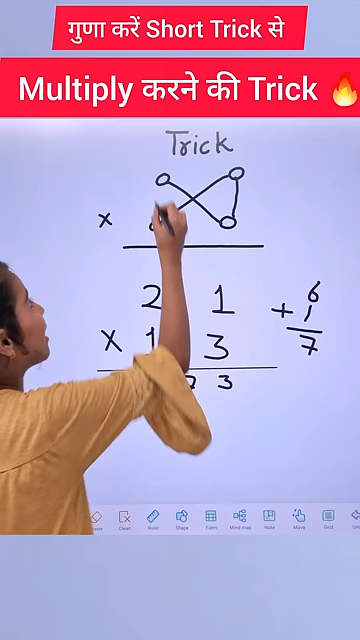 गुणा करें Short Trick से
Multiply करने की Trick 🔥
Trick
x
2 1 6
+ 1
x 1 3 7
3
Clean Ruler Shape Form Mind map Note Move Grid